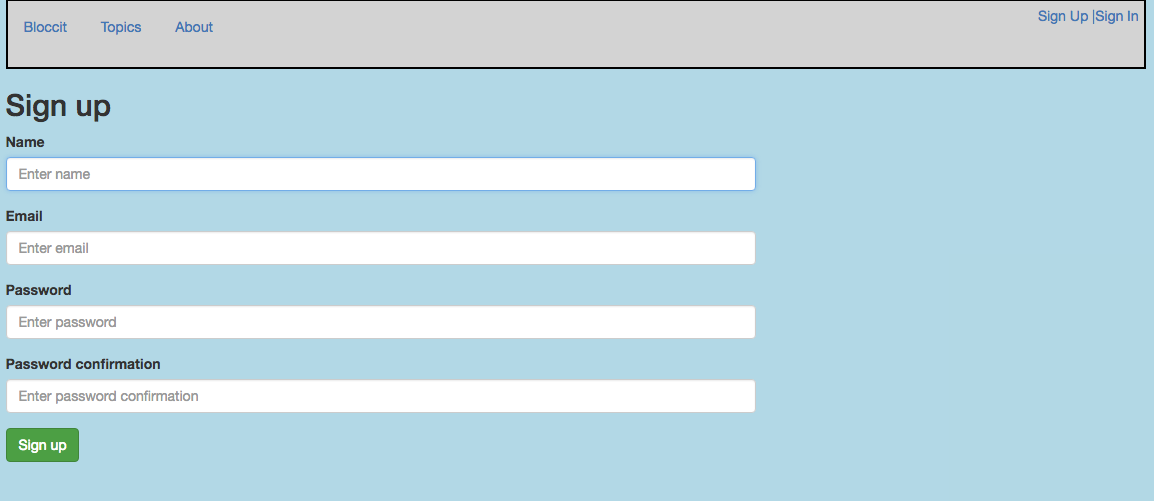 Bloccit Topics About Sign Up |Sign In
Sign up
Name
Enter name
Email
Enter email
Password
Enter password
Password confirmation
Enter password confirmation
Sign up